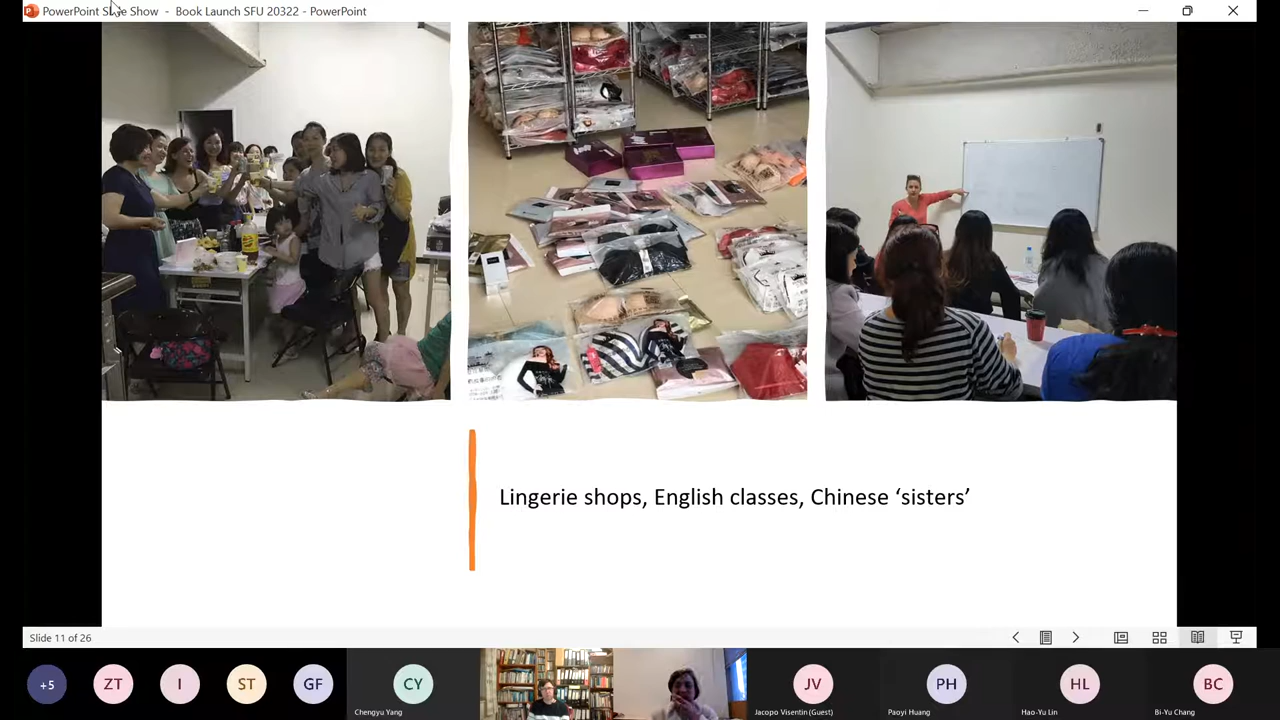 PowerPoint Slide Show - Book Launch SFU 20322 - PowerPoint
Lingerie shops, English classes, Chinese ‘sisters’
Slide 11 of 26
+5
ZT
I
ST
GF
CY
JV
PH
HL
BC
Chengyu Yang
Jacopo Visentin (Guest)
Paoyi Huang
Hao-Yu Lin
Bi-Yu Chang